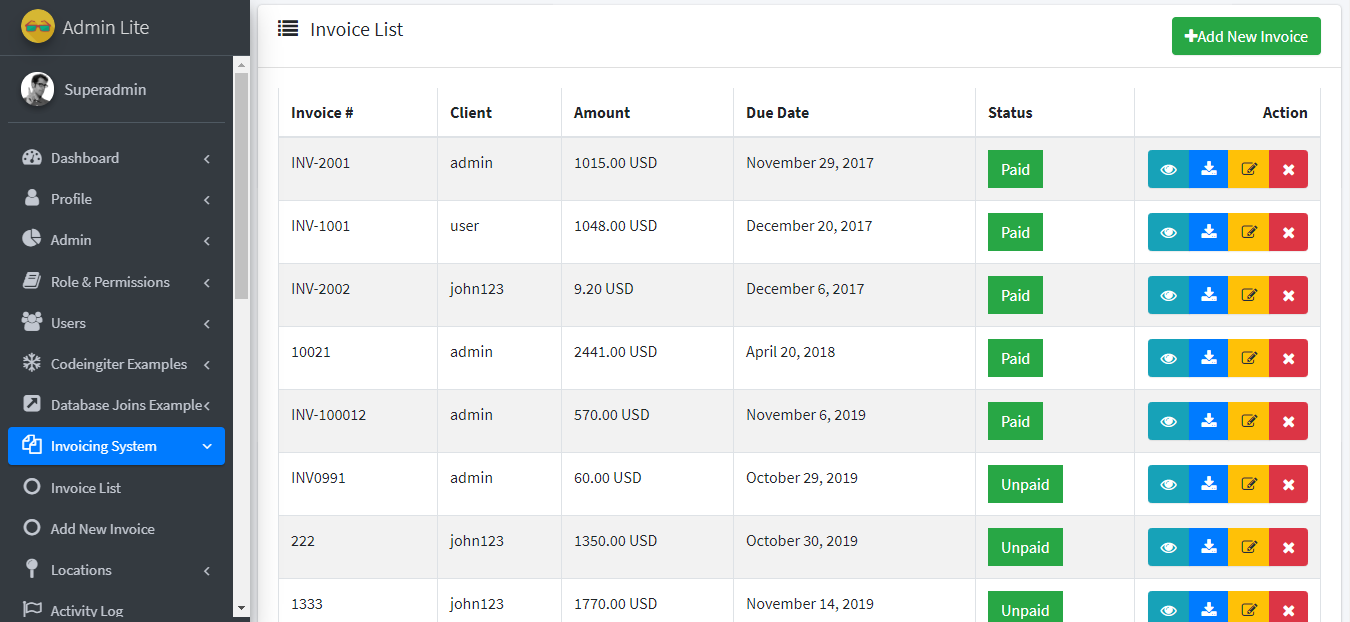 Admin Lite
Superadmin
Dashboard
Profile
Admin
Role & Permissions
Users
Codeingiter Examples
Database Joins Example
Invoicing System
Invoice List
Add New Invoice
Locations
Activity Log
Invoice List
Add New Invoice
Invoice # Client Amount Due Date Status Action
INV-2001 admin 1015.00 USD November 29, 2017 Paid
INV-1001 user 1048.00 USD December 20, 2017 Paid
INV-2002 john123 9.20 USD December 6, 2017 Paid
10021 admin 2441.00 USD April 20, 2018 Paid
INV-100012 admin 570.00 USD November 6, 2019 Paid
INV0991 admin 60.00 USD October 29, 2019 Unpaid
222 john123 1350.00 USD October 30, 2019 Unpaid
1333 john123 1770.00 USD November 14, 2019 Unpaid